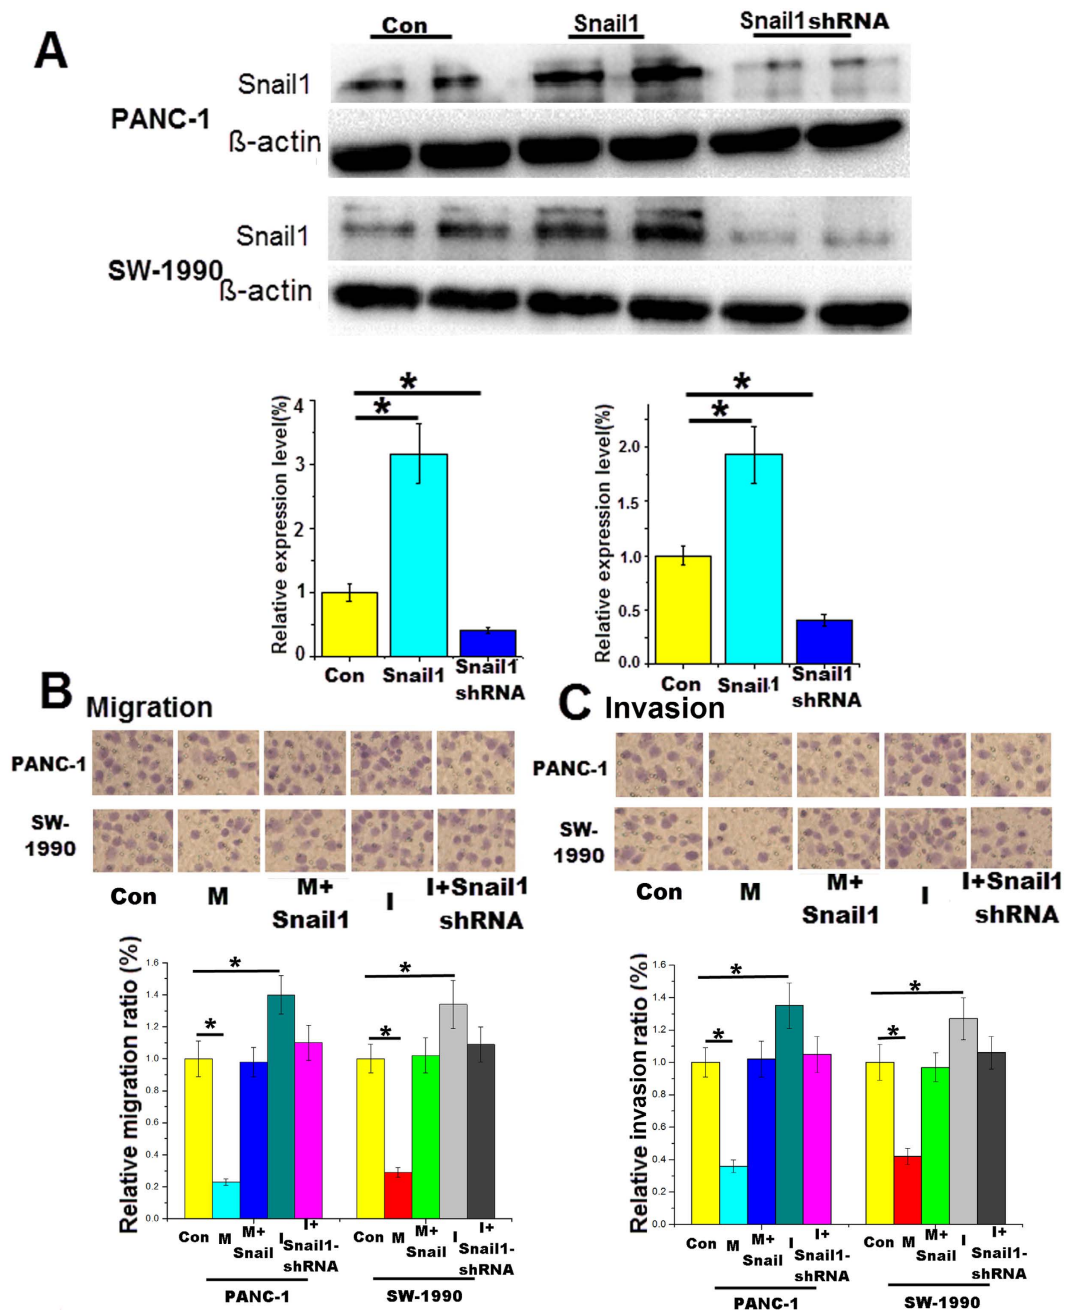 A
Con
Snail1
Snail1 shRNA
PANC-1
Snail1
ß-actin
SW-1990
Snail1
ß-actin
*
*
Relative expression level(%)
4
3
2
1
0
Con
Snail1
Snail1
shRNA
*
*
Relative expression level(%)
2.0
1.5
1.0
0.5
0.0
Con
Snail1
Snail1
shRNA
B
Migration
PANC-1
SW-
1990
Con
M
M+
Snail1
I
I+Snail1
shRNA
Relative migration ratio (%)
1.6
1.4
1.2
1.0
0.8
0.6
0.4
0.2
0.0
*
*
*
*
Con
M
M+
Snail
I
I+
Snail1-
shRNA
Con
M
M+
Snail
I
I+
Snail1-
shRNA
PANC-1
SW-1990
C
Invasion
PANC-1
SW-
1990
Con
M
M+
Snail1
I
I+Snail1
shRNA
Relative invasion ratio (%)
1.6
1.4
1.2
1.0
0.8
0.6
0.4
0.2
0.0
*
*
*
*
Con
M
M+
Snail
I
I+
Snail1-
shRNA
Con
M
M+
Snail
I
I+
Snail1-
shRNA
PANC-1
SW-1990